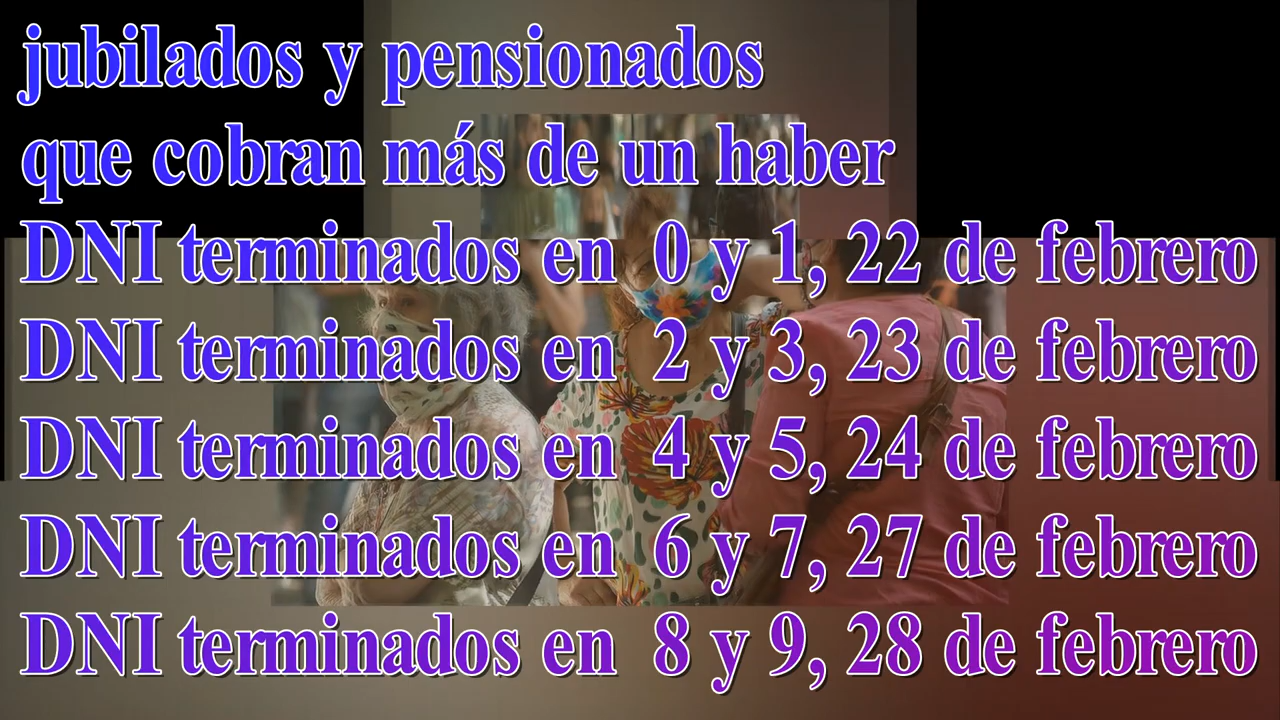 jubilados y pensionados
que cobran más de un haber
DNI terminados en 0 y 1, 22 de febrero
DNI terminados en 2 y 3, 23 de febrero
DNI terminados en 4 y 5, 24 de febrero
DNI terminados en 6 y 7, 27 de febrero
DNI terminados en 8 y 9, 28 de febrero